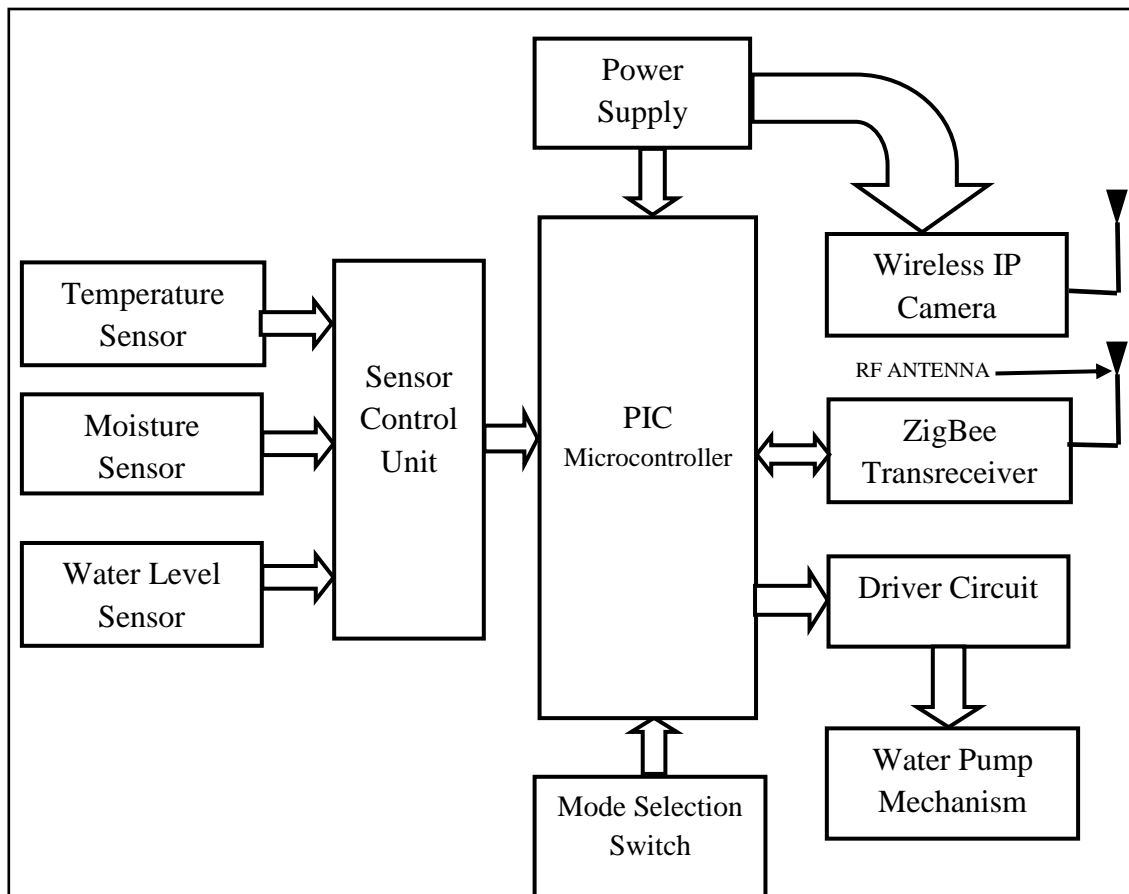 Power
Supply
Wireless IP
Camera
Temperature
Sensor
Sensor
Control
Unit
PIC
Microcontroller
RF ANTENNA
Moisture
Sensor
ZigBee
Transreceiver
Water Level
Sensor
Driver Circuit
Water Pump
Mechanism
Mode Selection
Switch